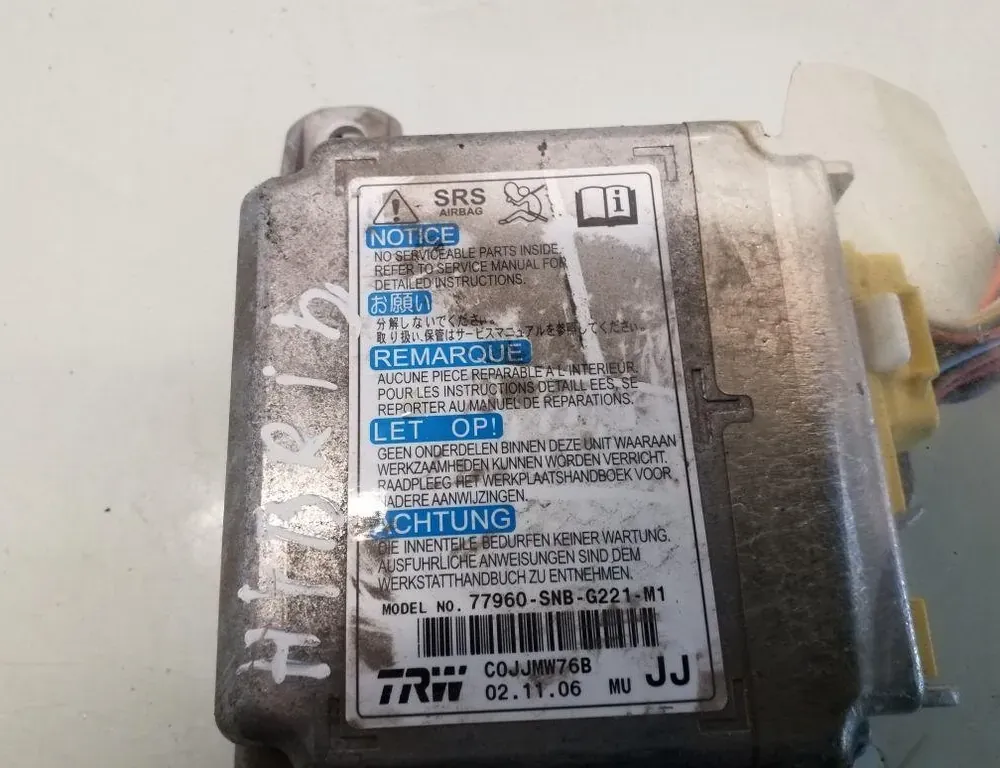 SRS
AIRBAG
NOTICE
NO SERVICEABLE PARTS INSIDE.
REFER TO SERVICE MANUAL FOR
DETAILED INSTRUCTIONS.
お願い
分解しないでください。
取り扱い、保管はサービスマニュアルを参照してください。
REMARQUE
AUCUNE PIECE REPARABLE A L'INTERIEUR.
POUR LES INSTRUCTIONS DETAILL EES, SE
REPORTER AU MANUEL DE REPARATIONS.
LET OP!
GEEN ONDERDELEN BINNEN DEZE UNIT WAARAAN
WERKZAAMHEDEN KUNNEN WORDEN VERRICHT.
RAADPLEEG HET WERKPLAATSHANDBOEK VOOR
NADERE AANWIJZINGEN.
ACHTUNG
DIE INNENTEILE BEDURFEN KEINER WARTUNG.
AUSFUHRLICHE ANWEISUNGEN SIND DEM
WERKSTATTHANDBUCH ZU ENTNEHMEN.
MODEL NO. 77960-SNB-G221-M1
TRW C0JJMW76B
02.11.06 MU JJ